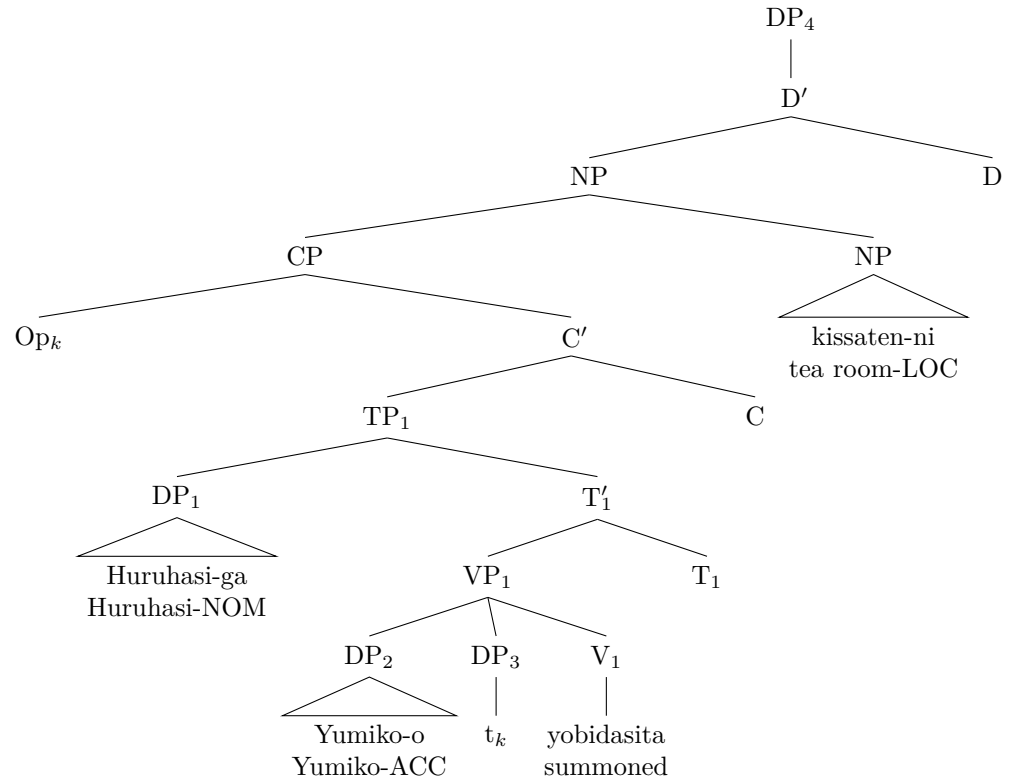 DP₄
D′
NP D
CP NP
Opₖ C′ kissaten-ni
tea room-LOC
TP₁ C
DP₁ T′₁
Huruhasi-ga VP₁ T₁
Huruhasi-NOM
DP₂ DP₃ V₁
Yumiko-o tₖ yobidasita
Yumiko-ACC summoned